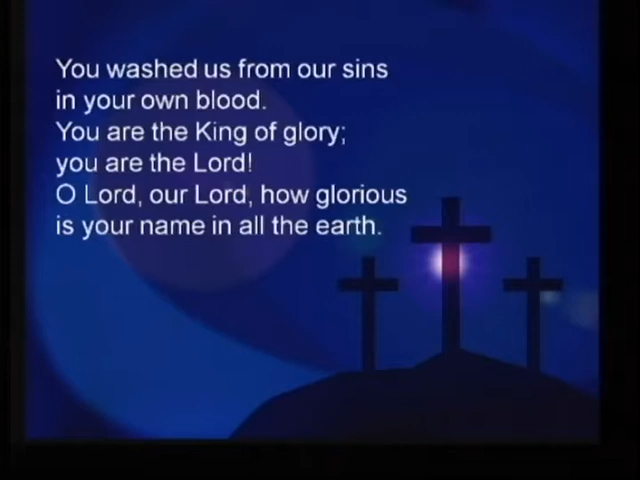 You washed us from our sins
in your own blood.
You are the King of glory;
you are the Lord!
O Lord, our Lord, how glorious
is your name in all the earth.